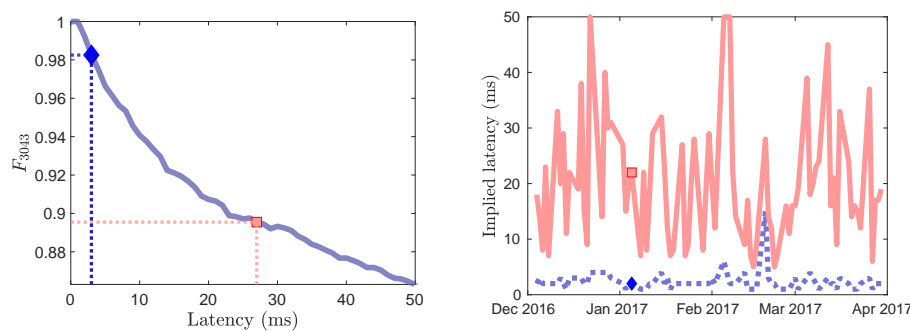 1
0.98
0.96
0.94
0.92
0.9
0.88
F3043
0 10 20 30 40 50
Latency (ms)
50
40
30
20
10
0
Implied latency (ms)
Dec 2016 Jan 2017 Feb 2017 Mar 2017 Apr 2017